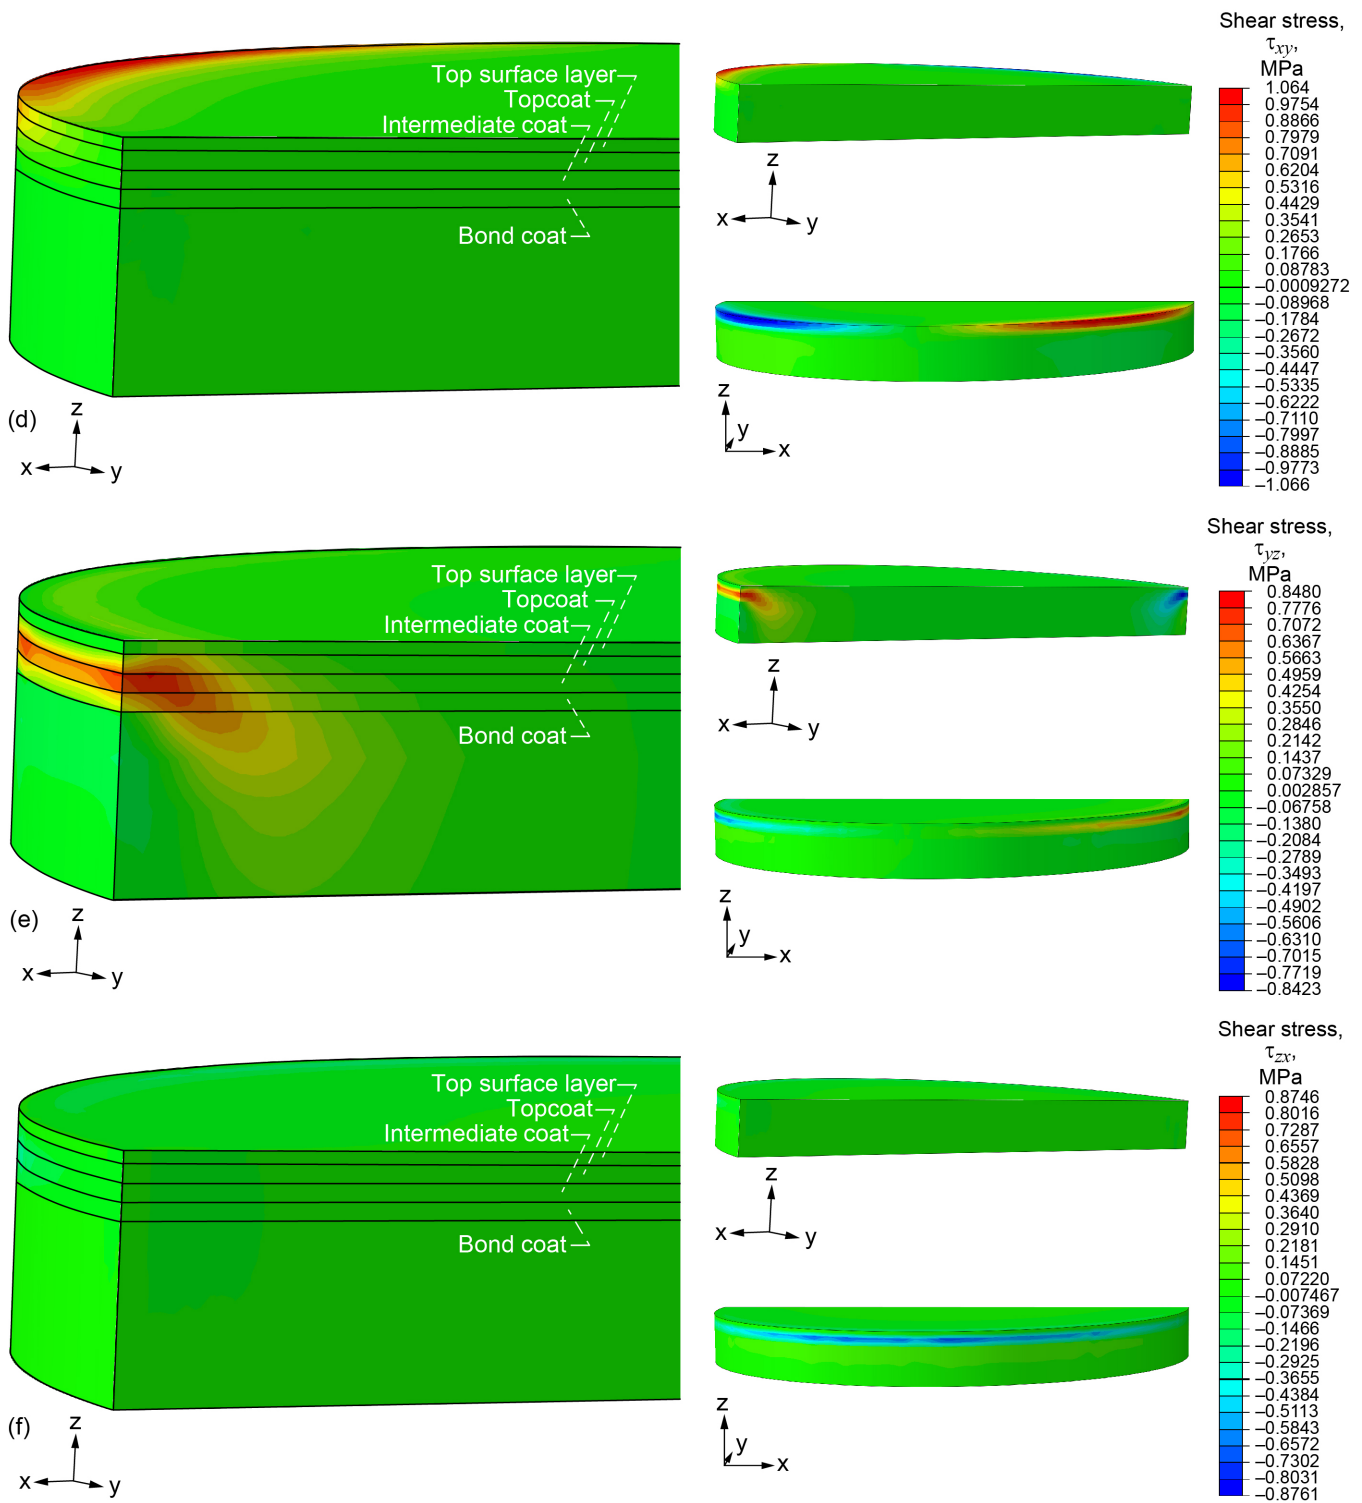 Shear stress,
τxy,
MPa
1.064
0.9754
0.8866
0.7979
0.7091
0.6204
0.5316
0.4429
0.3541
0.2653
0.1766
0.08783
–0.0009272
–0.08968
–0.1784
–0.2672
–0.3560
–0.4447
–0.5335
–0.6222
–0.7110
–0.7997
–0.8885
–0.9773
–1.066
Top surface layer
Topcoat
Intermediate coat
Bond coat
z
x
y
z
y
x
(d)
z
x
y
Shear stress,
τyz,
MPa
0.8480
0.7776
0.7072
0.6367
0.5663
0.4959
0.4254
0.3550
0.2846
0.2142
0.1437
0.07329
0.002857
–0.06758
–0.1380
–0.2084
–0.2789
–0.3493
–0.4197
–0.4902
–0.5606
–0.6310
–0.7015
–0.7719
–0.8423
Top surface layer
Topcoat
Intermediate coat
Bond coat
z
x
y
z
y
x
(e)
z
x
y
Shear stress,
τzx,
MPa
0.8746
0.8016
0.7287
0.6557
0.5828
0.5098
0.4369
0.3640
0.2910
0.2181
0.1451
0.07220
–0.007467
–0.07369
–0.1466
–0.2196
–0.2925
–0.3655
–0.4384
–0.5113
–0.5843
–0.6572
–0.7302
–0.8031
–0.8761
Top surface layer
Topcoat
Intermediate coat
Bond coat
z
x
y
z
y
x
(f)
z
x
y